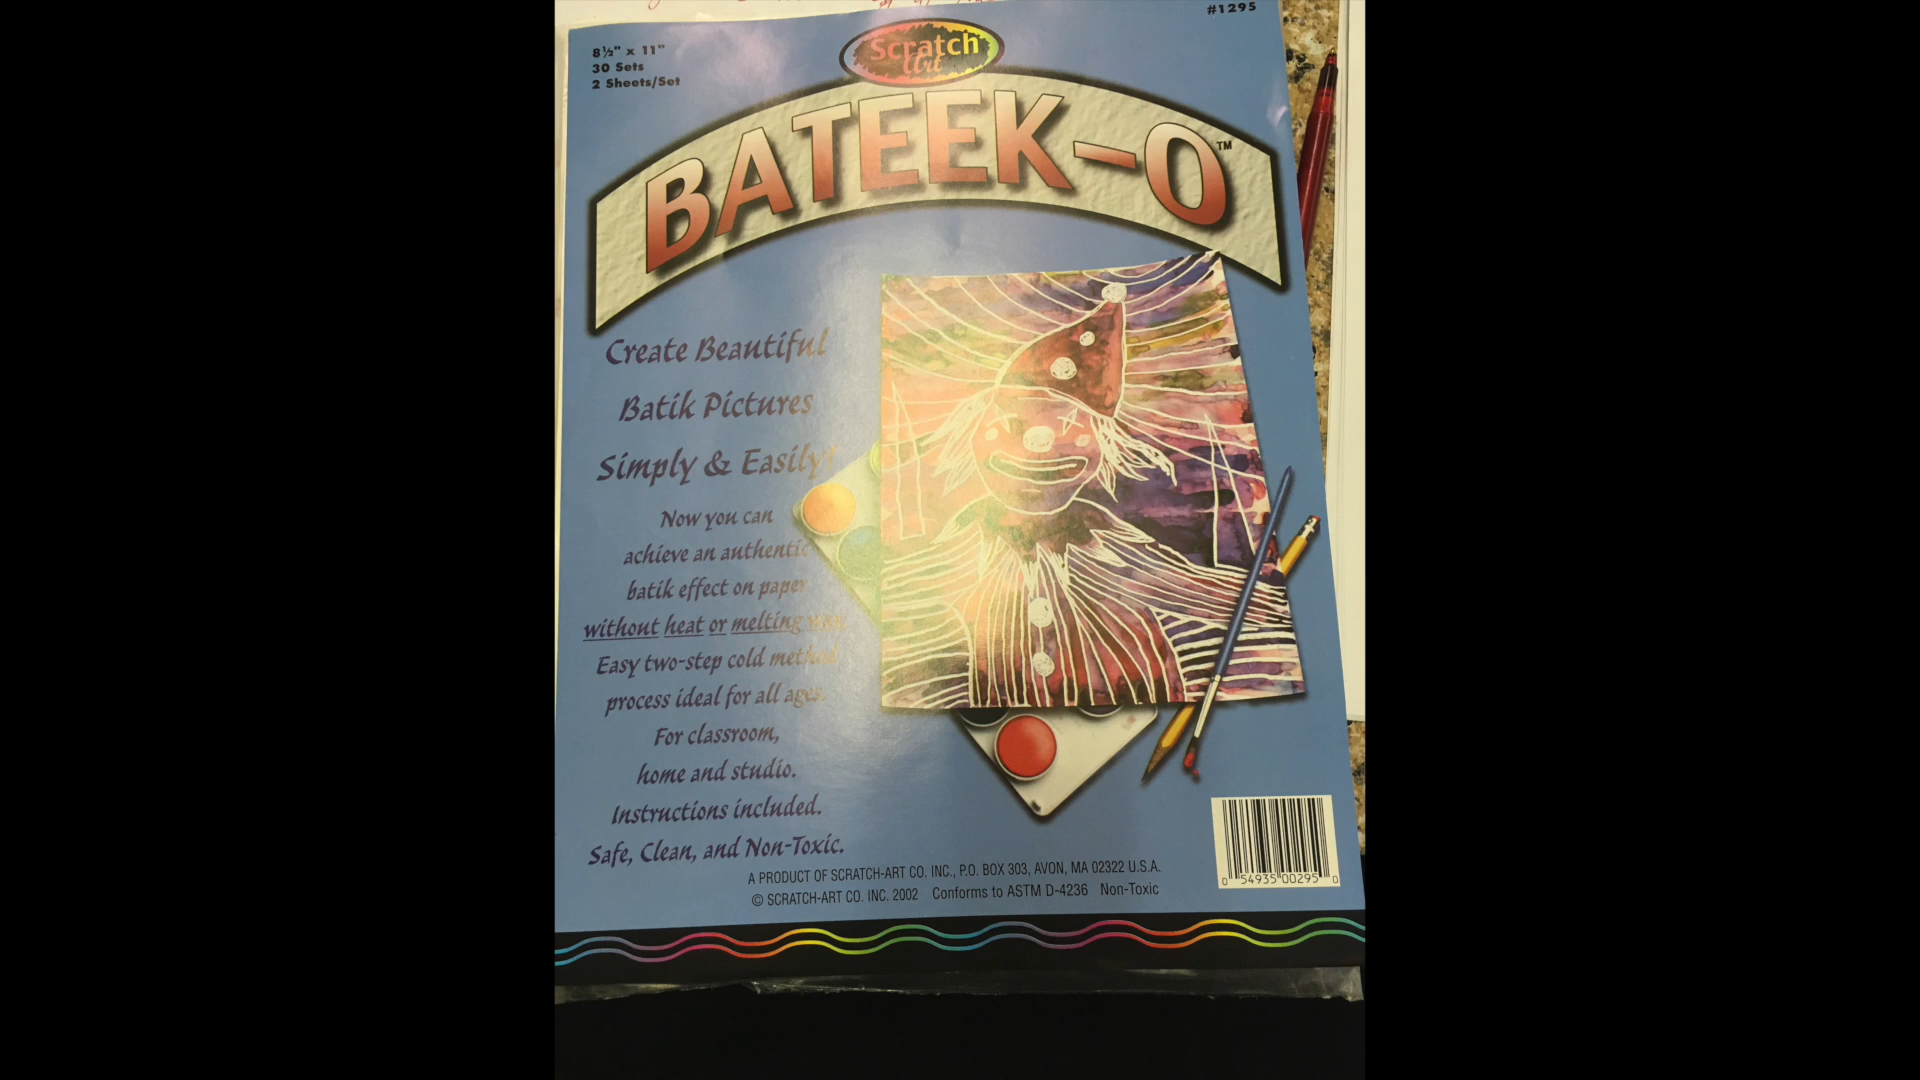 #1295
8½" x 11"
30 Sets
2 Sheets/Set
Scratch
Art
BATEEK-O™
Create Beautiful
Batik Pictures
Simply & Easily!
Now you can
achieve an authentic
batik effect on paper
without heat or melting wax.
Easy two-step cold method
process ideal for all ages.
For classroom,
home and studio.
Instructions included.
Safe, Clean, and Non-Toxic.
A PRODUCT OF SCRATCH-ART CO. INC., P.O. BOX 303, AVON, MA 02322 U.S.A.
© SCRATCH-ART CO. INC. 2002 Conforms to ASTM D-4236 Non-Toxic
0 54935 00295 0